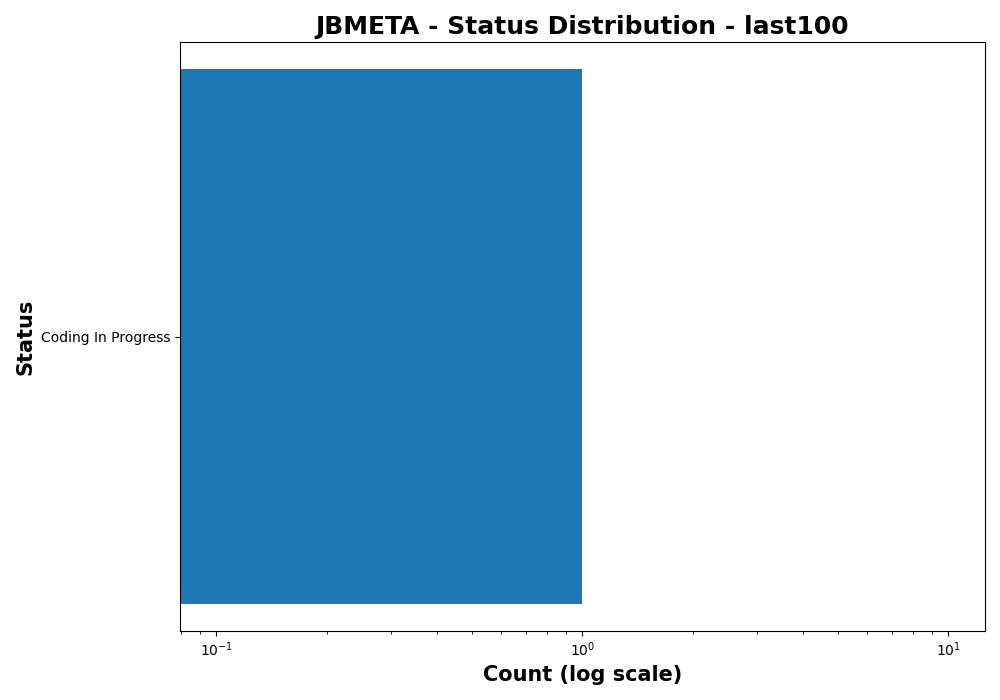 JBMETA - Status Distribution - last100
Status
Coding In Progress
10⁻¹
10⁰
10¹
Count (log scale)